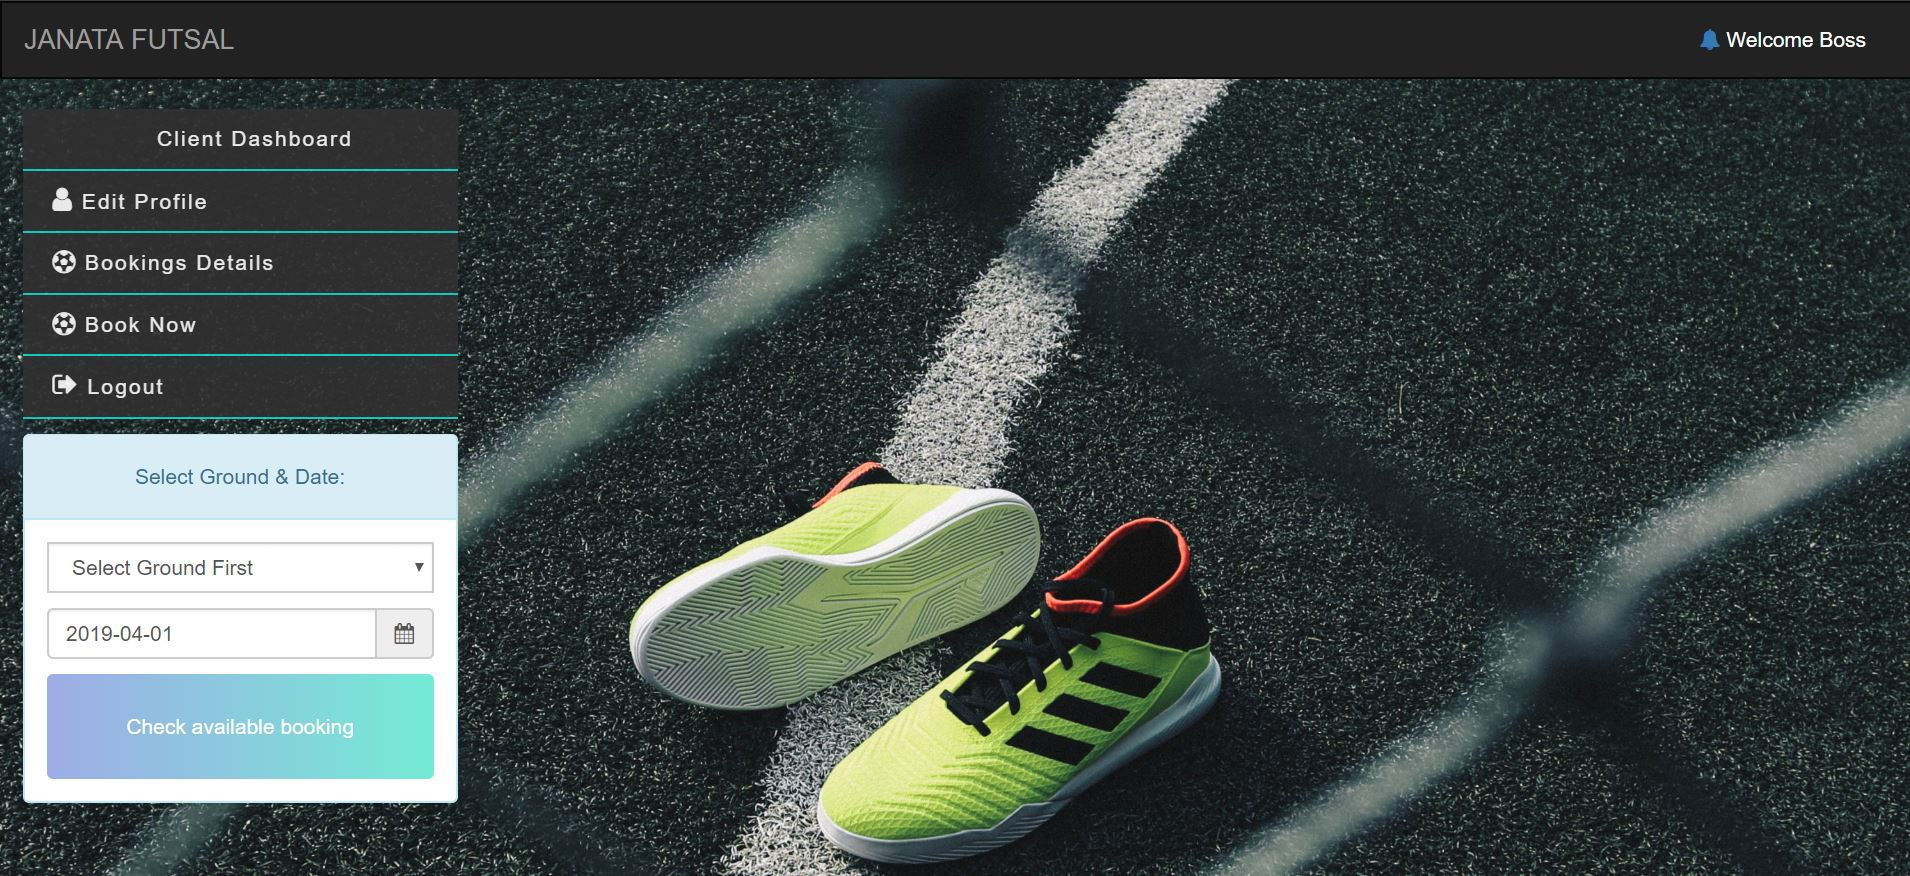 JANATA FUTSAL
Welcome Boss
Client Dashboard
Edit Profile
Bookings Details
Book Now
Logout
Select Ground & Date:
Select Ground First
2019-04-01
Check available booking